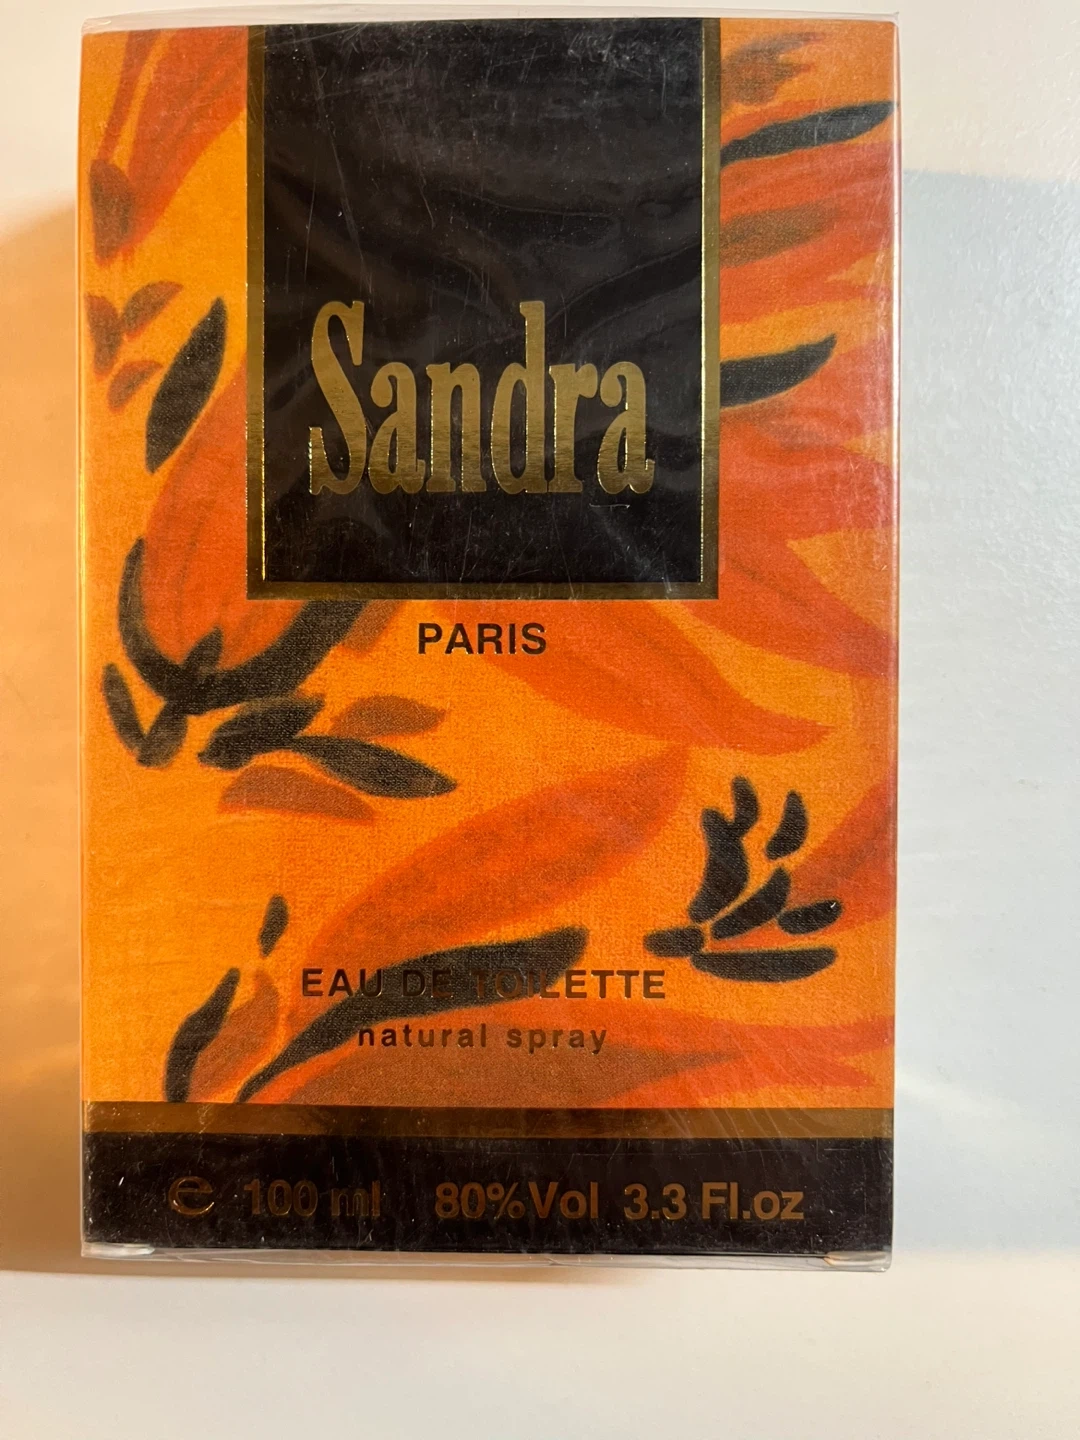 Sandra
PARIS
EAU DE TOILETTE
natural spray
℮ 100 ml 80% Vol 3.3 Fl.oz